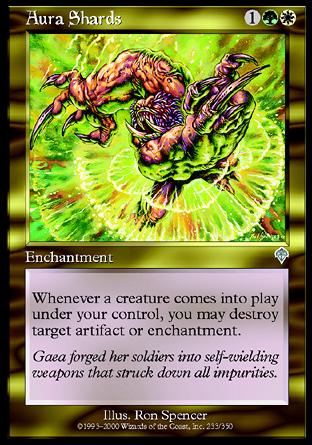 Aura Shards 1
Enchantment
Whenever a creature comes into play
under your control, you may destroy
target artifact or enchantment.
Gaea forged her soldiers into self-wielding
weapons that struck down all impurities.
Illus. Ron Spencer
©1993-2000 Wizards of the Coast, Inc. 233/350